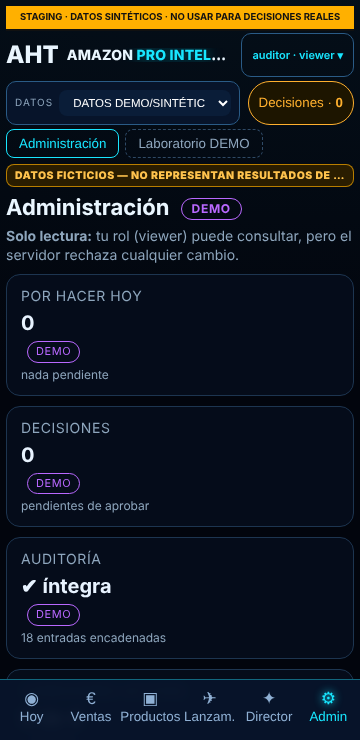 STAGING · DATOS SINTÉTICOS · NO USAR PARA DECISIONES REALES
AHT AMAZON PRO INTEL... auditor · viewer ▾
DATOS DATOS DEMO/SINTÉTIC Decisiones · 0
Administración Laboratorio DEMO
DATOS FICTICIOS — NO REPRESENTAN RESULTADOS DE ...
Administración DEMO
Solo lectura: tu rol (viewer) puede consultar, pero el
servidor rechaza cualquier cambio.
POR HACER HOY
0
DEMO
nada pendiente
DECISIONES
0
DEMO
pendientes de aprobar
AUDITORÍA
✔ íntegra
DEMO
18 entradas encadenadas
Hoy € Ventas Productos Lanzam. Director Admin